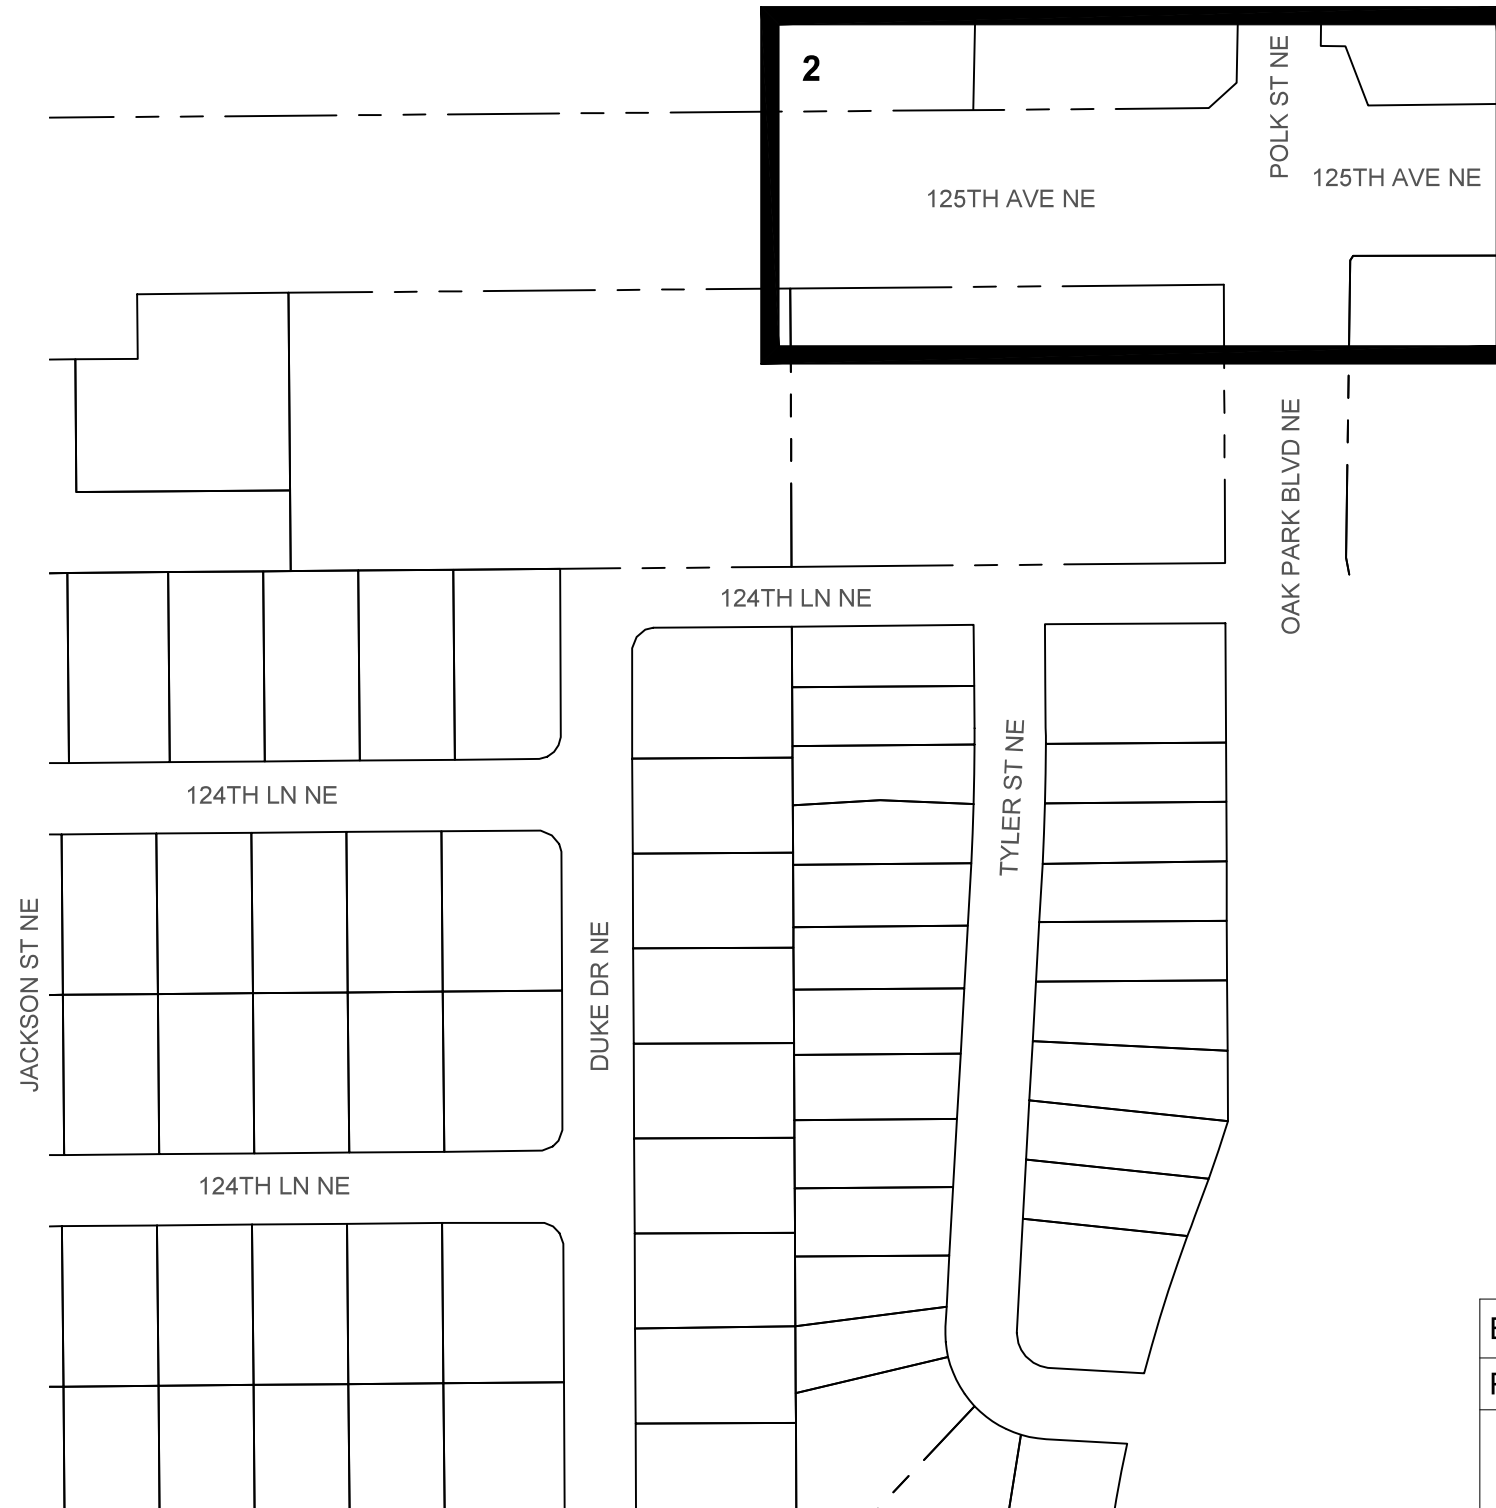 2
POLK ST NE
125TH AVE NE
125TH AVE NE
OAK PARK BLVD NE
124TH LN NE
TYLER ST NE
124TH LN NE
JACKSON ST NE
DUKE DR NE
124TH LN NE